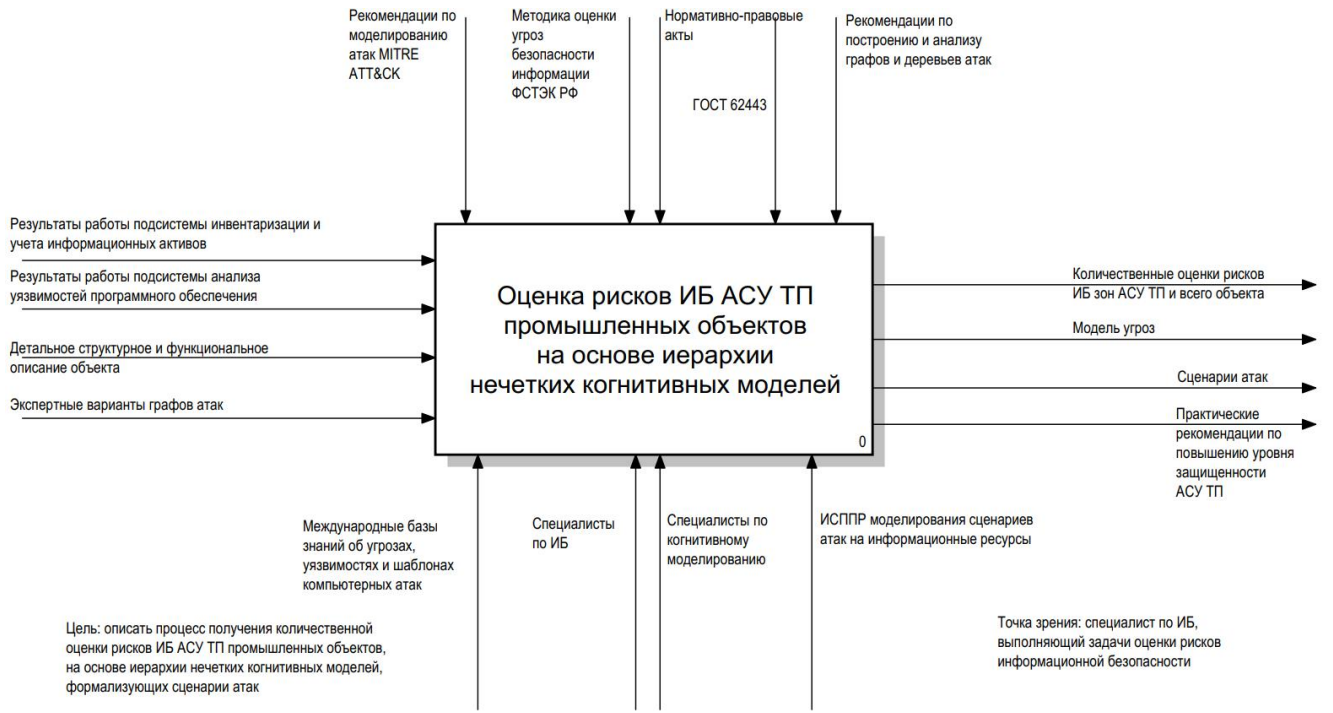 Рекомендации по
моделированию
атак MITRE
ATT&CK
Методика оценки
угроз
безопасности
информации
ФСТЭК РФ
Нормативно-правовые
акты
ГОСТ 62443
Рекомендации по
построению и анализу
графов и деревьев атак
Результаты работы подсистемы инвентаризации и
учета информационных активов
Результаты работы подсистемы анализа
уязвимостей программного обеспечения
Детальное структурное и функциональное
описание объекта
Экспертные варианты графов атак
Оценка рисков ИБ АСУ ТП
промышленных объектов
на основе иерархии
нечетких когнитивных моделей
0
Количественные оценки рисков
ИБ зон АСУ ТП и всего объекта
Модель угроз
Сценарии атак
Практические
рекомендации по
повышению уровня
защищенности
АСУ ТП
Международные базы
знаний об угрозах,
уязвимостях и шаблонах
компьютерных атак
Специалисты
по ИБ
Специалисты по
когнитивному
моделированию
ИСППР моделирования сценариев
атак на информационные ресурсы
Цель: описать процесс получения количественной
оценки рисков ИБ АСУ ТП промышленных объектов,
на основе иерархии нечетких когнитивных моделей,
формализующих сценарии атак
Точка зрения: специалист по ИБ,
выполняющий задачи оценки рисков
информационной безопасности